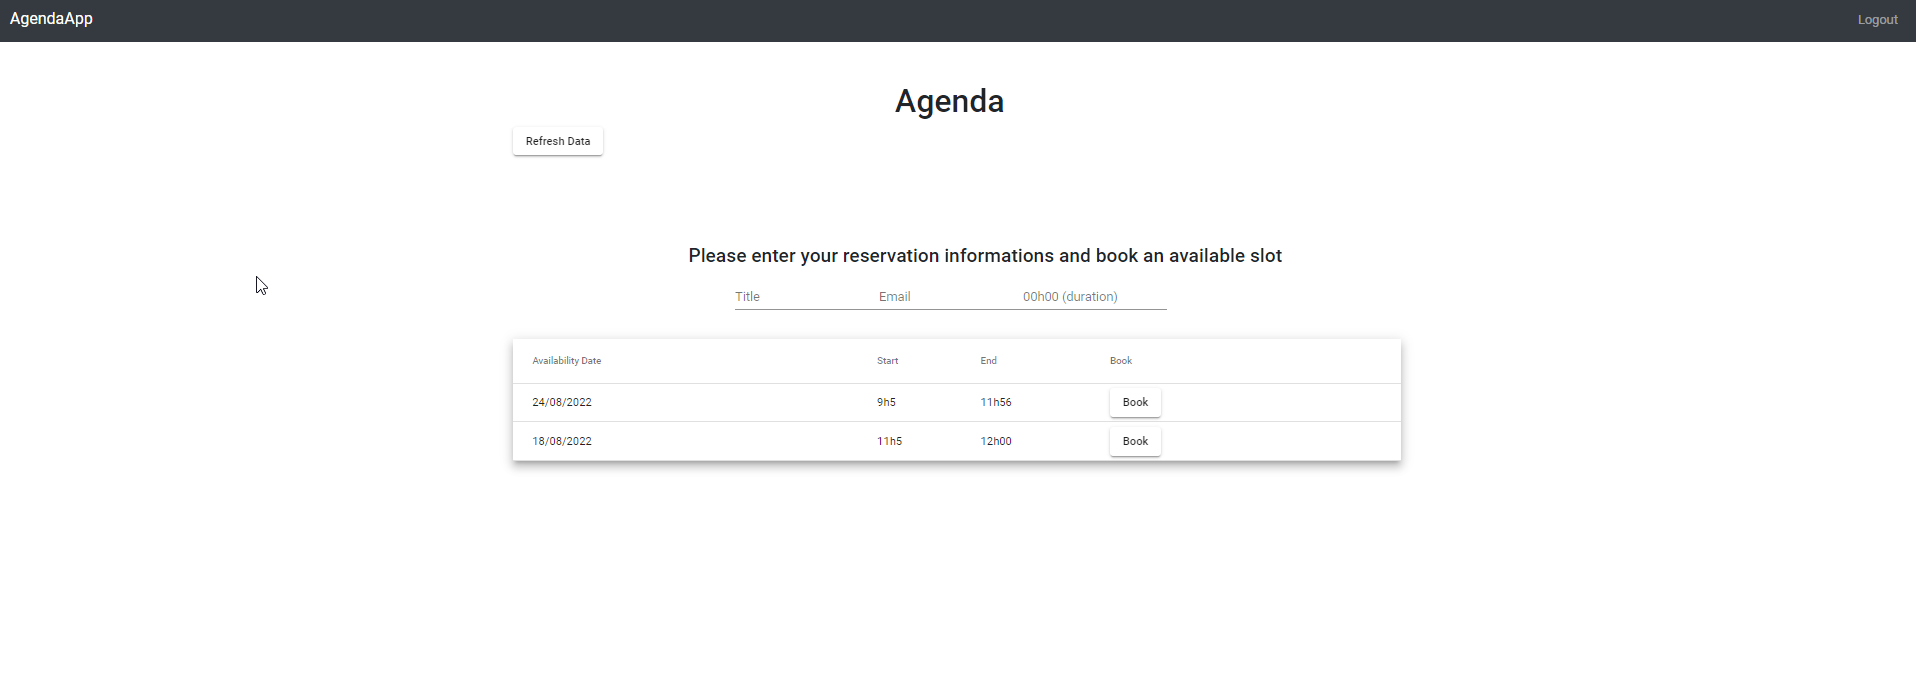 AgendaApp Logout
Agenda
Refresh Data
Please enter your reservation informations and book an available slot
Title Email 00h00 (duration)
Availability Date Start End Book
24/08/2022 9h5 11h56 Book
18/08/2022 11h5 12h00 Book